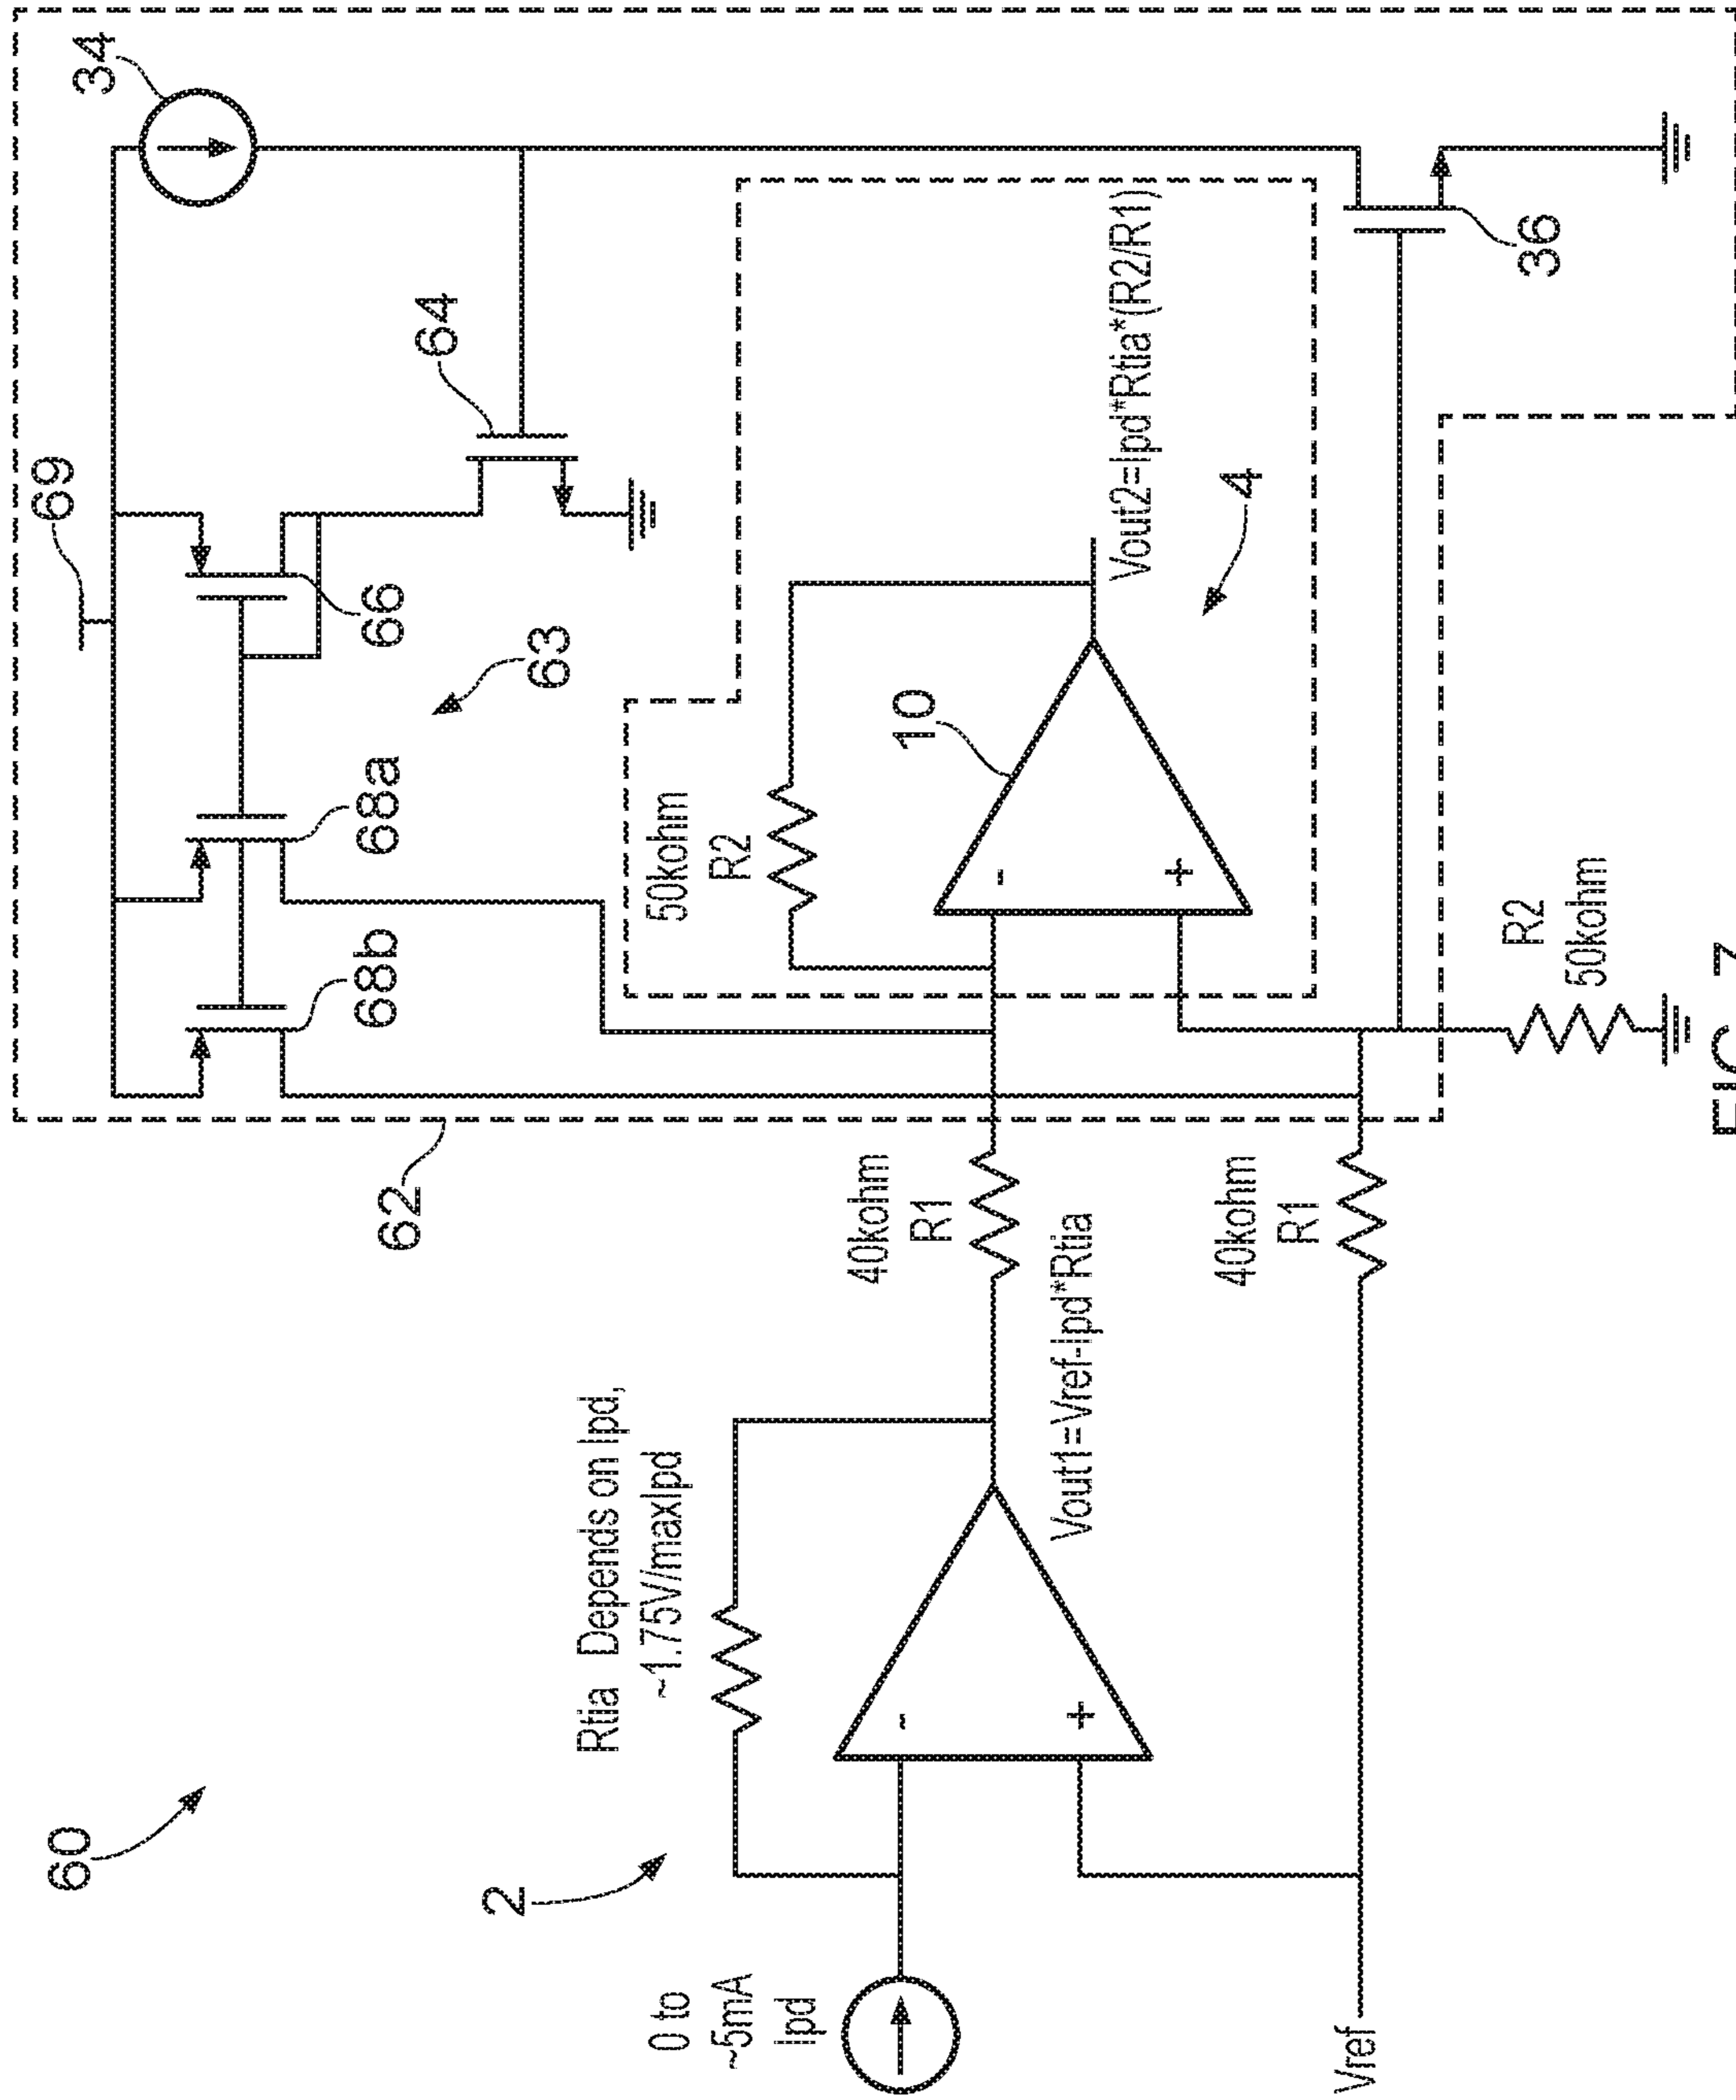 60
2
0 to
~5mA
Ipd
Vref
Rtia Depends on Ipd,
~1.75V/maxIpd
-
+
Vout1=Vref-Ipd*Rtia
40kohm
R1
40kohm
R1
62
68b
68a
66
69
63
64
34
50kohm
R2
10
-
+
4
Vout2=Ipd*Rtia*(R2/R1)
36
R2
50kohm